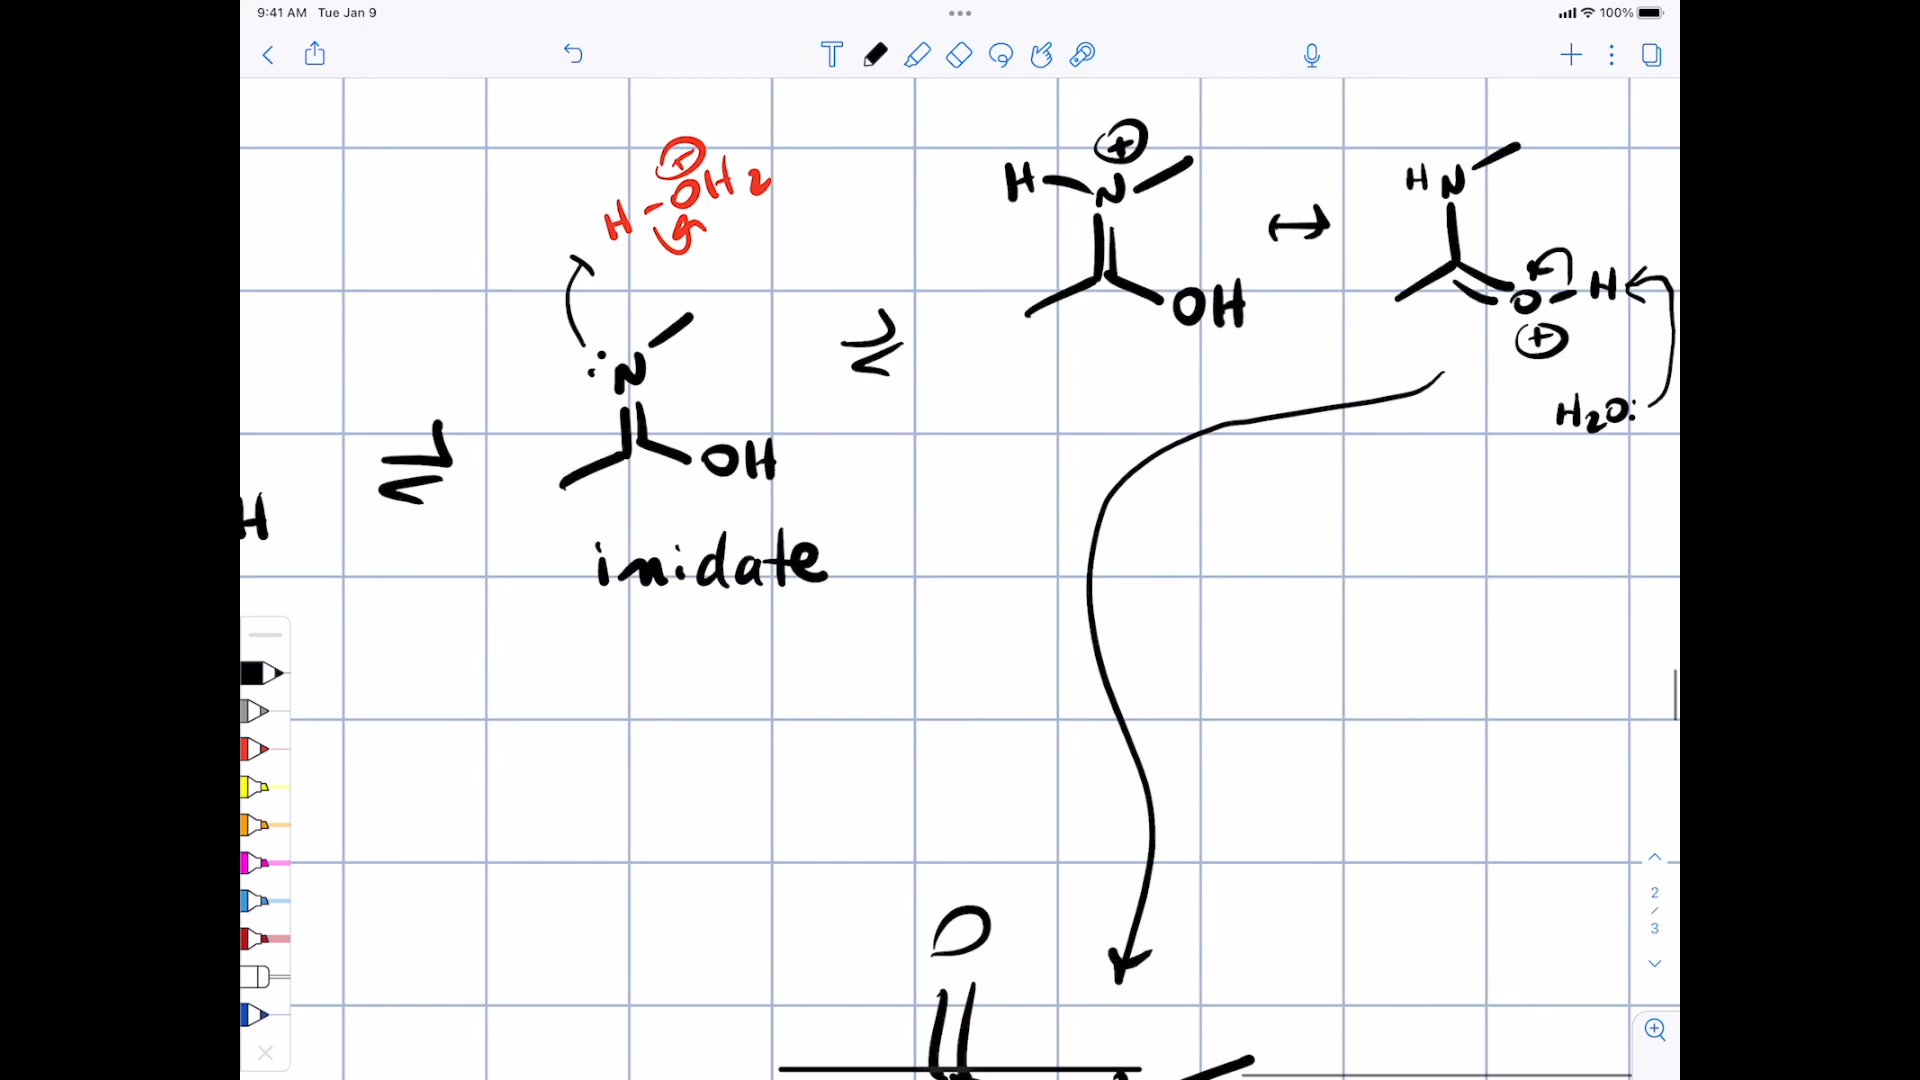 9:41 AM Tue Jan 9
100%
T
⊕
H-OH2
:N
OH
imidate
H
⊕
H-N
OH
↔
HN
O-H
⊕
H2O:
O
2
/
3